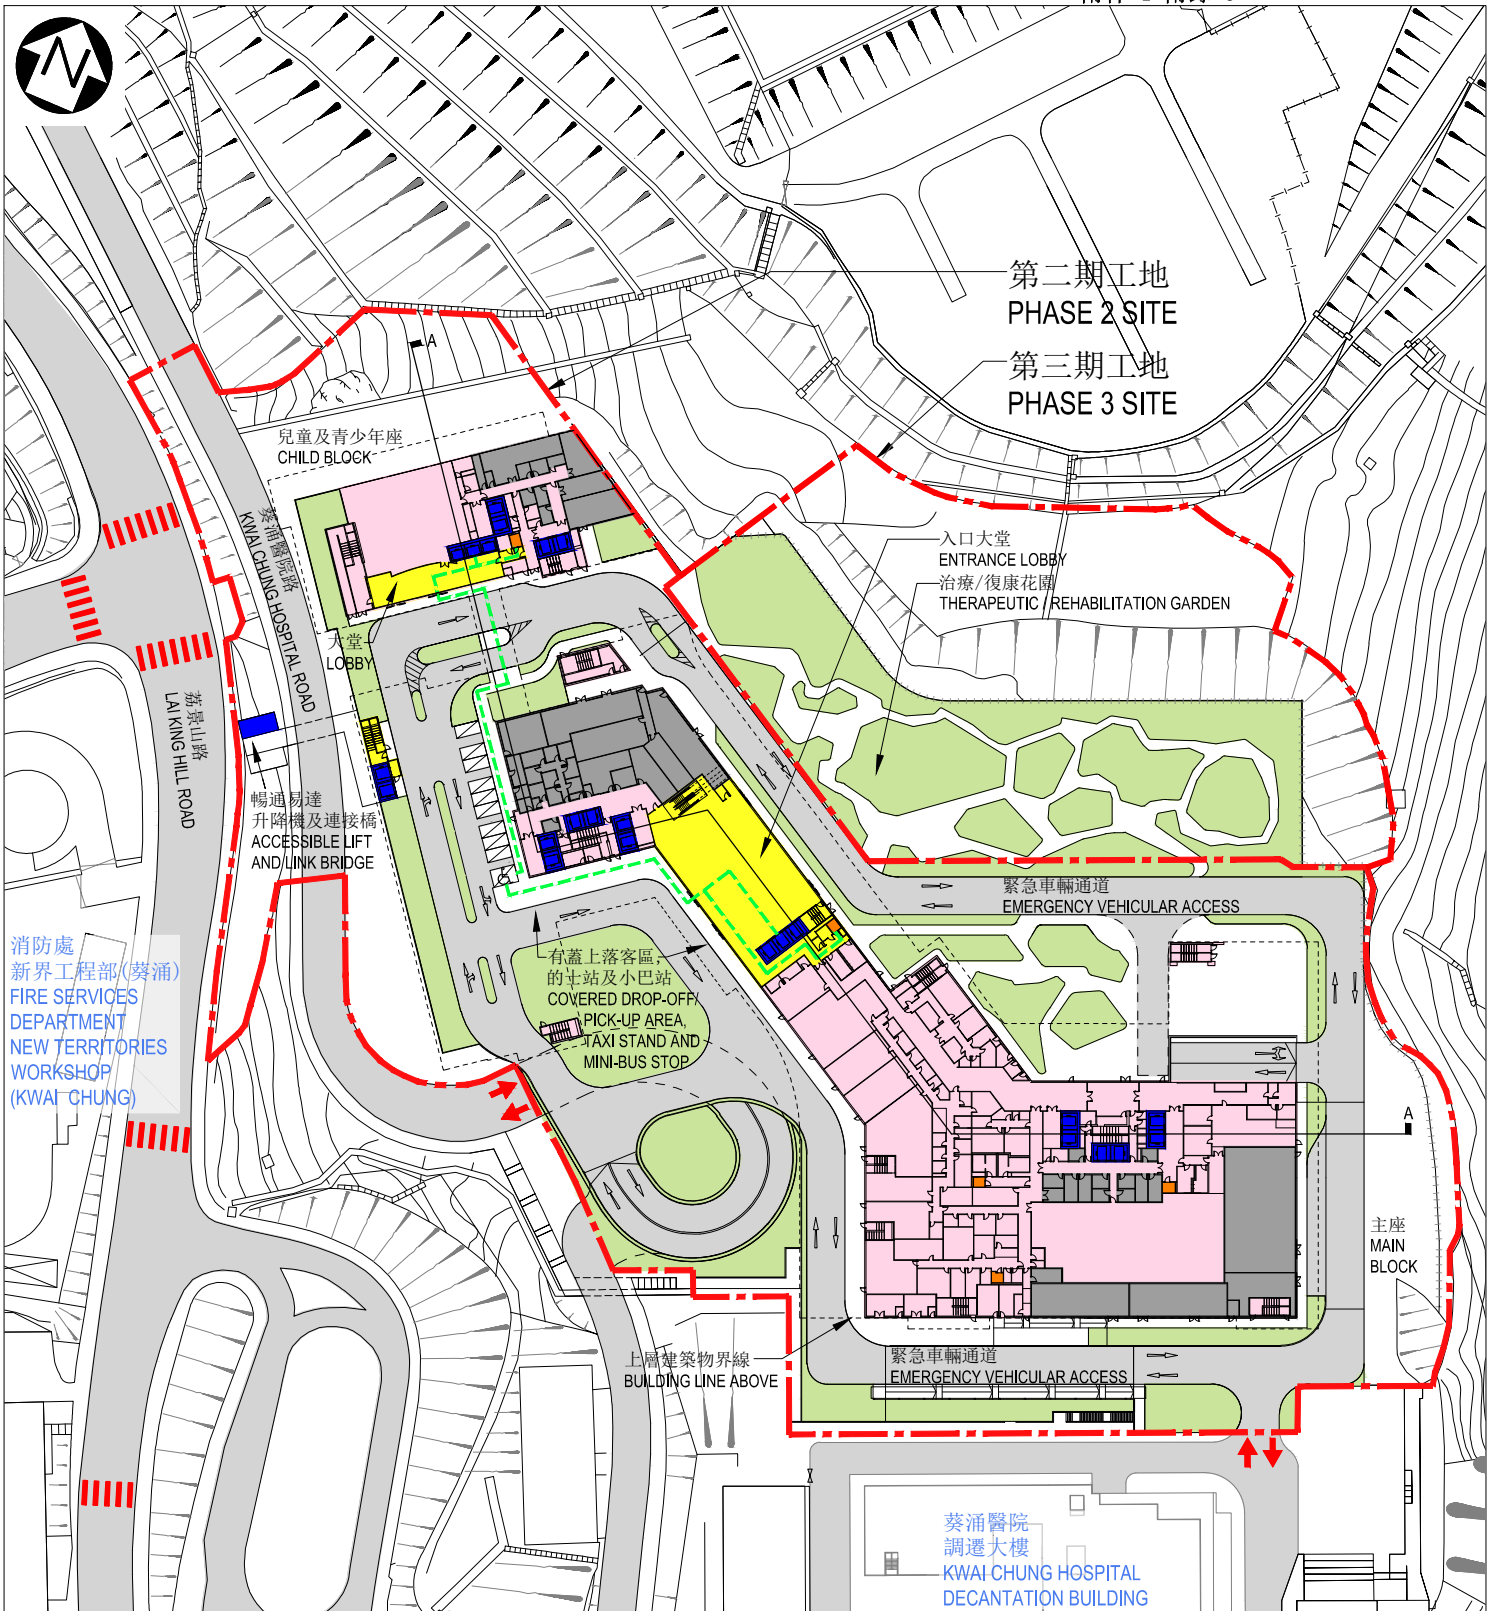 N
第二期工地
PHASE 2 SITE
A
第三期工地
PHASE 3 SITE
兒童及青少年座
CHILD BLOCK
葵涌醫院路
KWAI CHUNG HOSPITAL ROAD
入口大堂
ENTRANCE LOBBY
治療/復康花園
THERAPEUTIC / REHABILITATION GARDEN
大堂
LOBBY
荔景山路
LAI KING HILL ROAD
暢通易達
升降機及連接橋
ACCESSIBLE LIFT
AND LINK BRIDGE
緊急車輛通道
EMERGENCY VEHICULAR ACCESS
消防處
新界工程部(葵涌)
FIRE SERVICES
DEPARTMENT
NEW TERRITORIES
WORKSHOP
(KWAI CHUNG)
有蓋上落客區,
的士站及小巴站
COVERED DROP-OFF/
PICK-UP AREA,
TAXI STAND AND
MINI-BUS STOP
A
主座
MAIN
BLOCK
上層建築物界線
BUILDING LINE ABOVE
緊急車輛通道
EMERGENCY VEHICULAR ACCESS
葵涌醫院
調遷大樓
KWAI CHUNG HOSPITAL
DECANTATION BUILDING